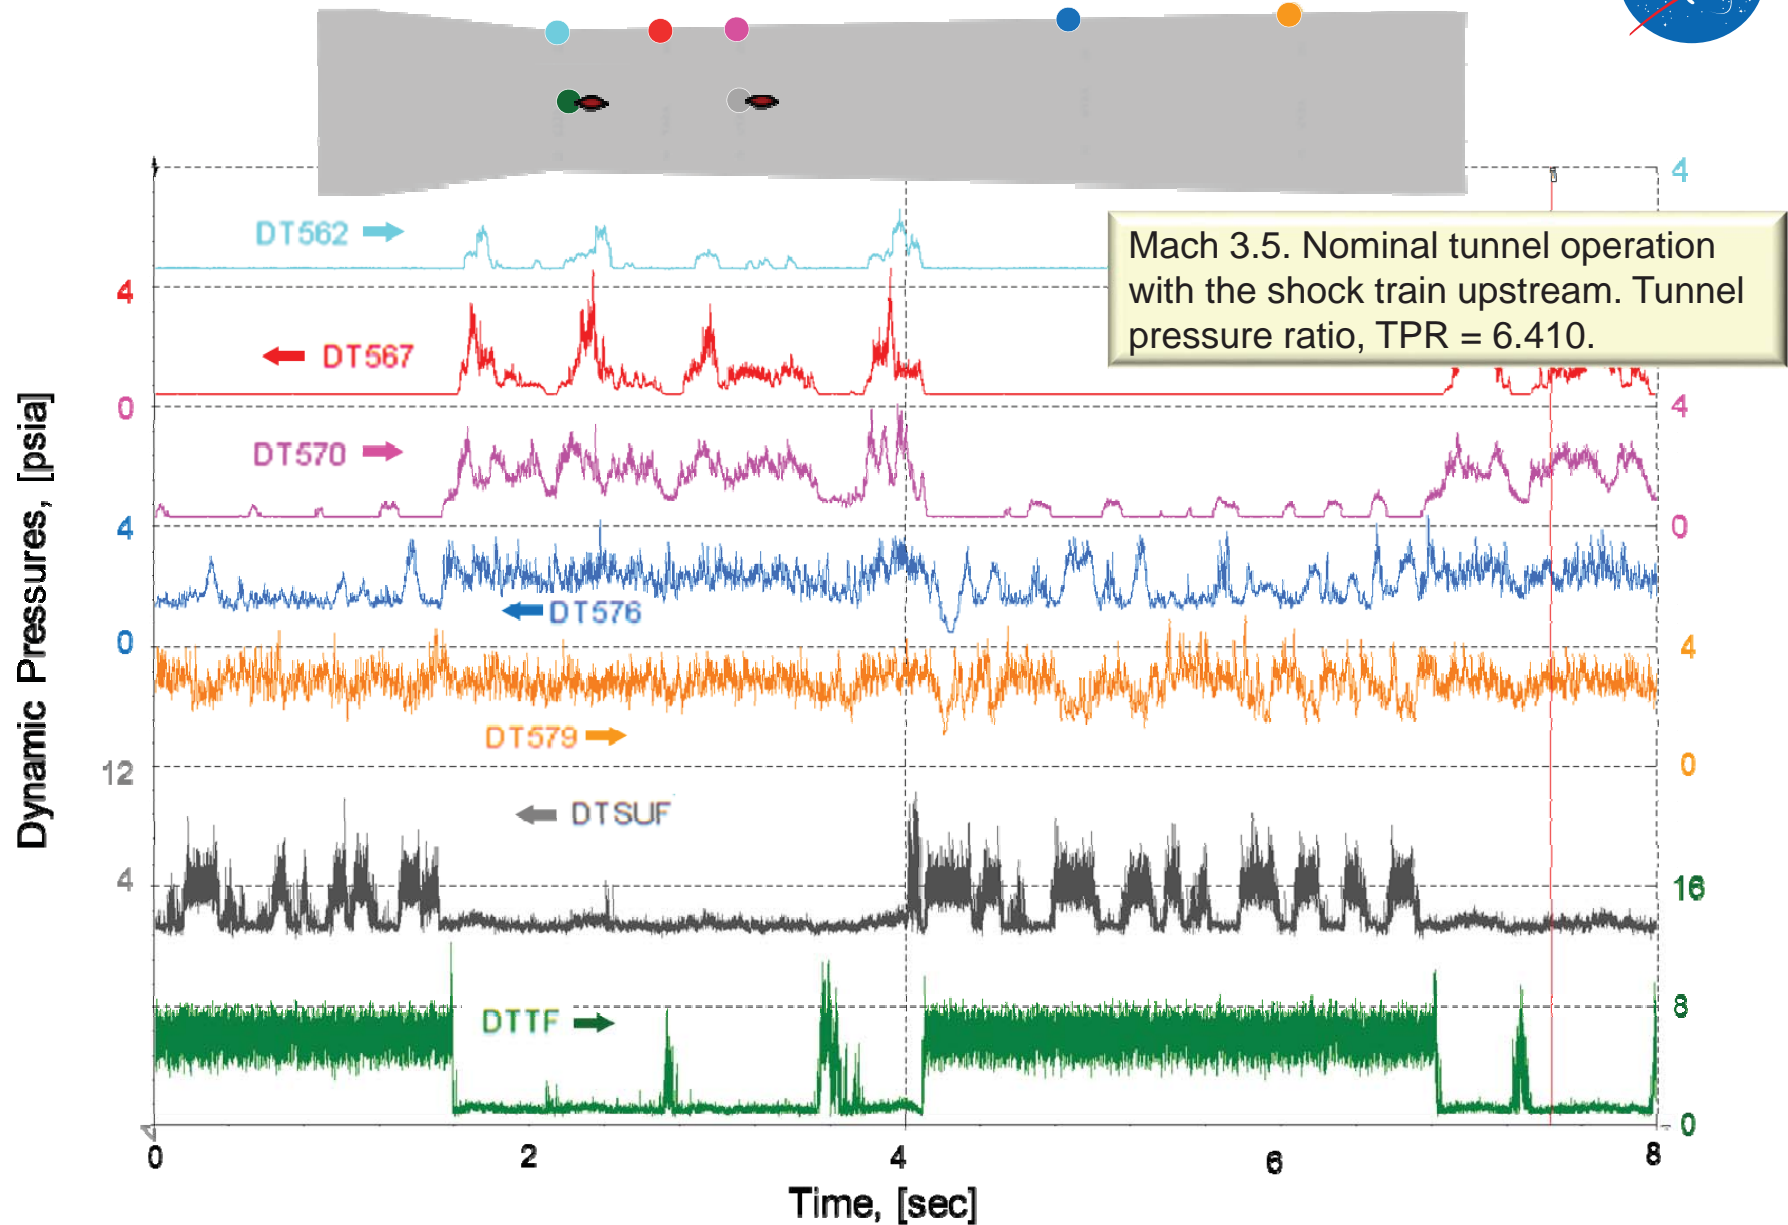 4
DT562
Mach 3.5. Nominal tunnel operation
with the shock train upstream. Tunnel
pressure ratio, TPR = 6.410.
4
DT567
0
4
DT570
4
0
DT576
0
4
DT579
12
0
DTSUF
4
DTTF
8
0
0
2
4
6
8
Time, [sec]
Dynamic Pressures, [psia]